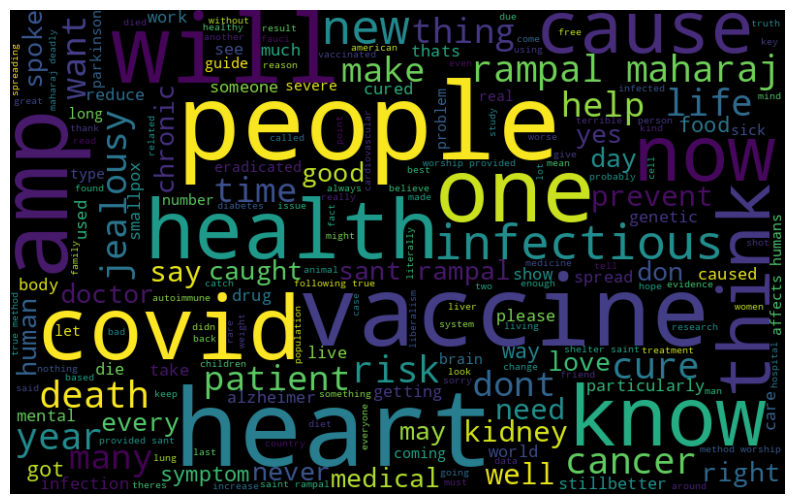 spreading
great
maharaj deadly
died
another
fauci
without
healthy
reason
vaccinated
due
come
using
american
even
infected
result
related
free
key
truth
mind
spoke
want
parkinson
will
work
see
guide
much
new
thing
cause
reduce
someone
severe
make
cured
rampal maharaj
thats
amp
long
thank
read
chronic
people
cardiovascular
point
called
problem
real
study
worse
terrible
kind
person
help
life
cell
shot
type
found
used
jealousy
smallpox
eradicated
good
time
number
always
best
worship provided
believe
made
mean
lot
give
probably
yes
day
food
sick
now
prevent
one
genetic
family
diabetes
issue
really
fact
might
health
infectious
think
affects humans
body
say
caught
sant rampal
literally
medicine
show
spread
tell
don
hope
evidence
caused
women
doctor
drug
animal
catch
following true
autoimmune
rare
weight
population
case
liver
system
two
enough
living
liberalism
please
research
human
true method
let
bad
didn
back
covid
vaccine
nothing
based
said
die
take
live
children
look
sorry
brain
change
way
shelter saint
friend
treatment
love
cure
man
care
hospital
death
keep
mental
every
patient
alzheimer
something
diet
everyone
risk
dont
getting
need
particularly
year
got
many
provided sant
theres
lung
last
country
heart
may
coming
kidney
world
know
method worship
infection
symptom
increase
never
saint rampal
medical
going
must
data
well
cancer
stillbetter
around
right